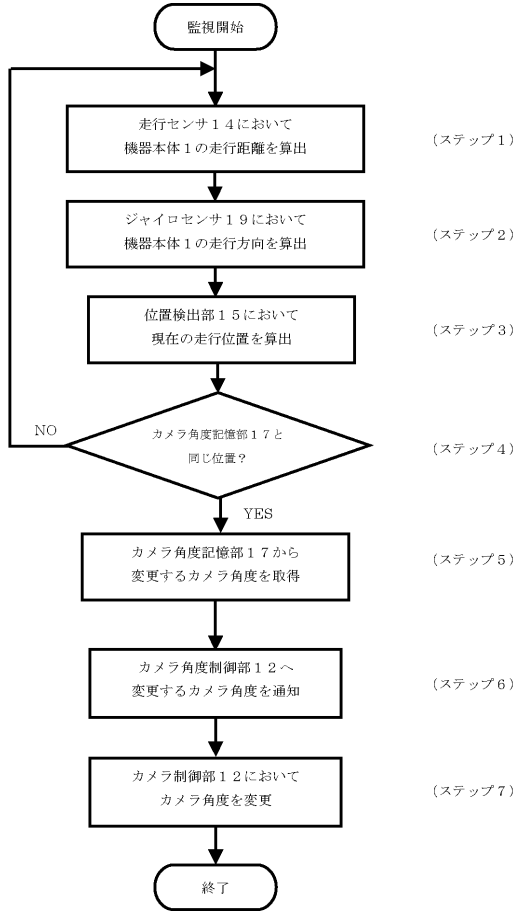 監視開始
走行センサ１４において
機器本体１の走行距離を算出
（ステップ１）
ジャイロセンサ１９において
機器本体１の走行方向を算出
（ステップ２）
位置検出部１５において
現在の走行位置を算出
（ステップ３）
カメラ角度記憶部１７と
同じ位置？
（ステップ４）
NO
YES
カメラ角度記憶部１７から
変更するカメラ角度を取得
（ステップ５）
カメラ角度制御部１２へ
変更するカメラ角度を通知
（ステップ６）
カメラ制御部１２において
カメラ角度を変更
（ステップ７）
終了